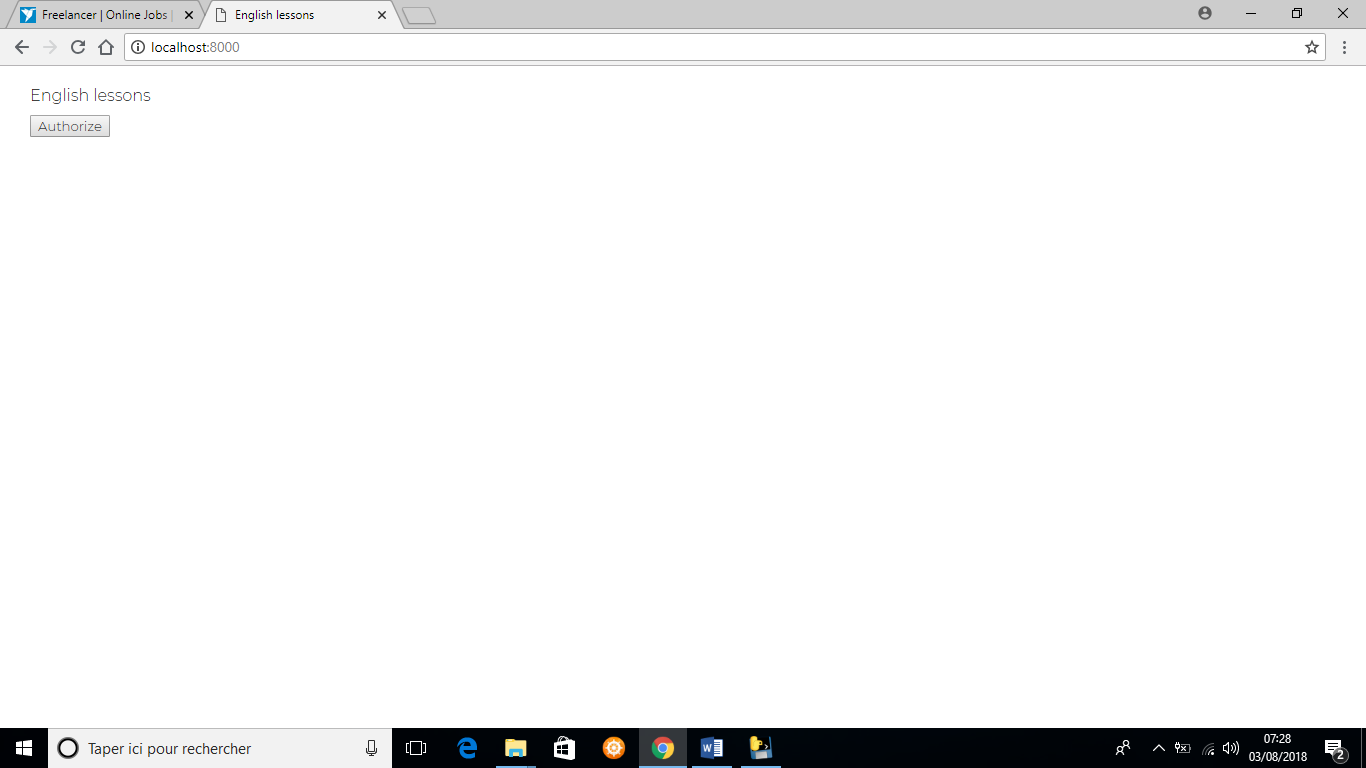 Freelancer | Online Jobs |
English lessons
localhost:8000
English lessons
Authorize
Taper ici pour rechercher
07:28
03/08/2018
2